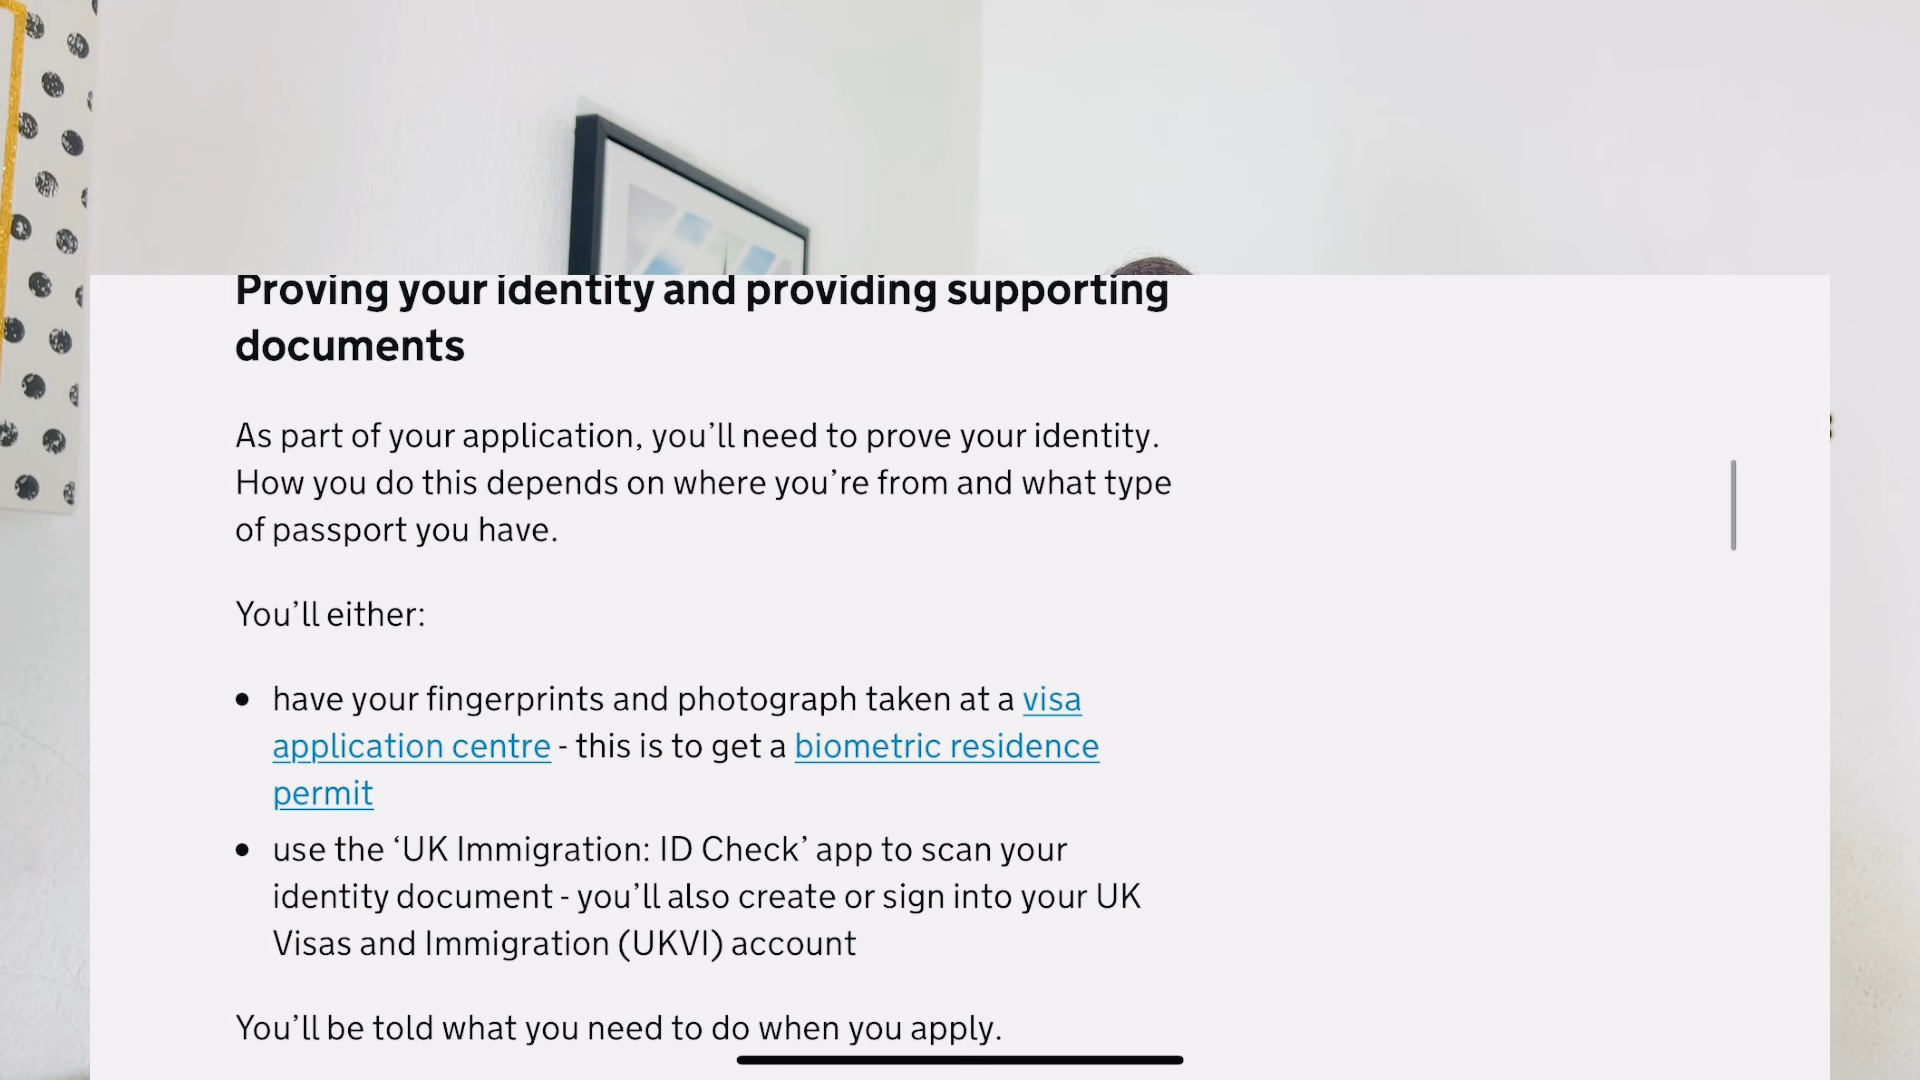 Proving your identity and providing supporting
documents
As part of your application, you’ll need to prove your identity.
How you do this depends on where you’re from and what type
of passport you have.
You’ll either:
• have your fingerprints and photograph taken at a visa
application centre - this is to get a biometric residence
permit
• use the ‘UK Immigration: ID Check’ app to scan your
identity document - you’ll also create or sign into your UK
Visas and Immigration (UKVI) account
You’ll be told what you need to do when you apply.